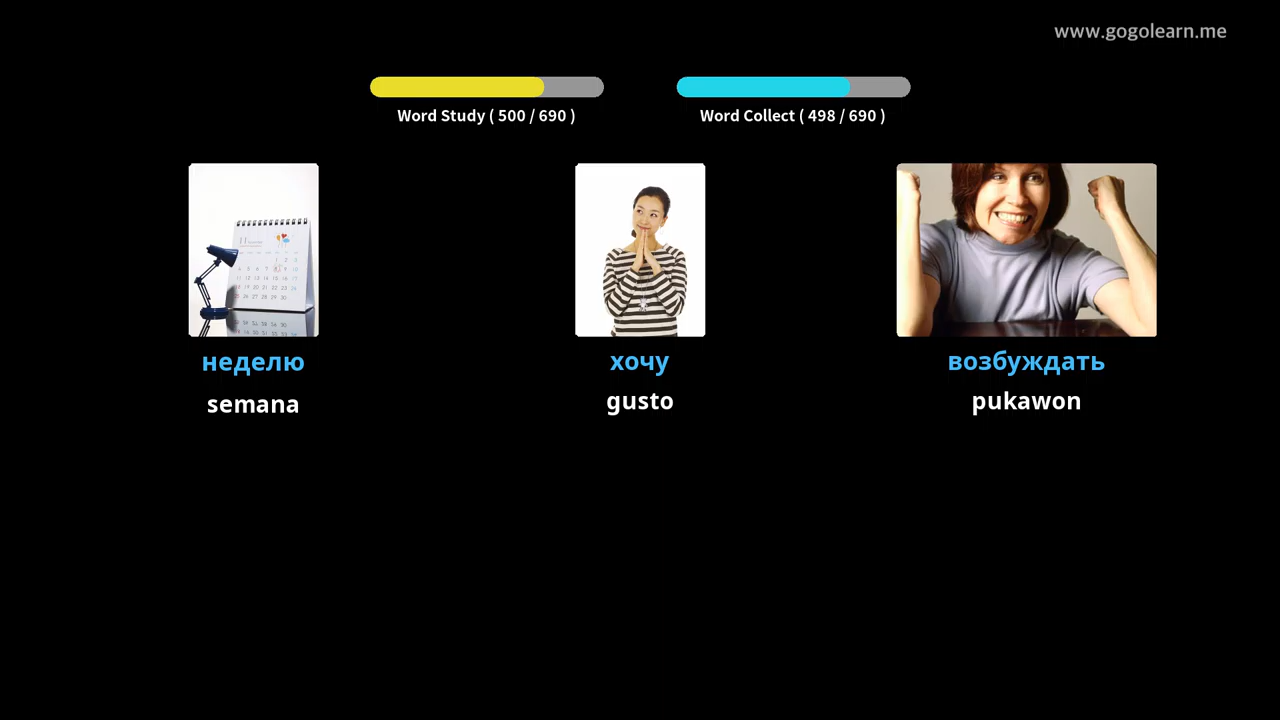 www.gogolearn.me
Word Study ( 500 / 690 )
Word Collect ( 498 / 690 )
неделю
хочу
возбуждать
semana
gusto
pukawon